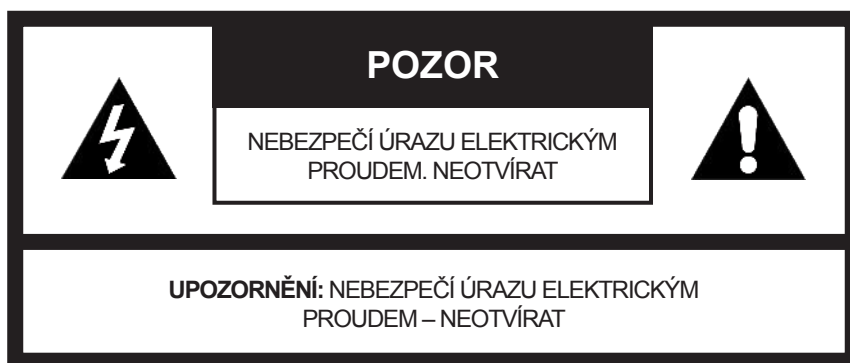 POZOR
NEBEZPEČÍ ÚRAZU ELEKTRICKÝM
PROUDEM. NEOTVÍRAT
UPOZORNĚNÍ: NEBEZPEČÍ ÚRAZU ELEKTRICKÝM
PROUDEM – NEOTVÍRAT